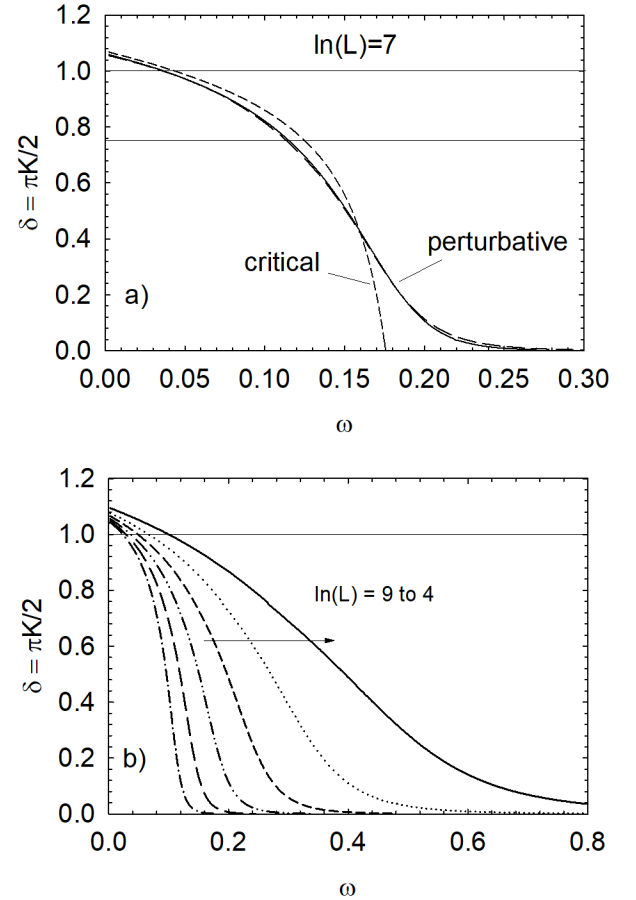 1.2
ln(L)=7
1.0
0.8
δ = πK/2
0.6
0.4
critical
perturbative
0.2
a)
0.0
0.00 0.05 0.10 0.15 0.20 0.25 0.30
ω
1.2
1.0
0.8
ln(L) = 9 to 4
δ = πK/2
0.6
0.4
0.2
b)
0.0
0.0 0.2 0.4 0.6 0.8
ω